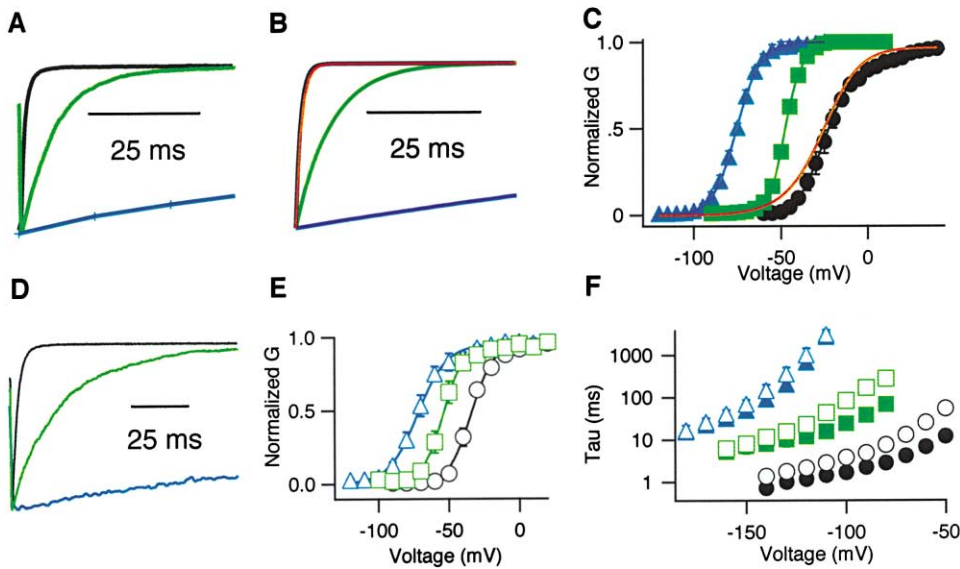 A
25 ms
B
25 ms
C
Normalized G
1.0
.5
0
-100
-50
0
Voltage (mV)
D
25 ms
E
Normalized G
1.0
0.5
0.0
-100
-50
0
Voltage (mV)
F
Tau (ms)
1000
100
10
1
-150
-100
-50
Voltage (mV)